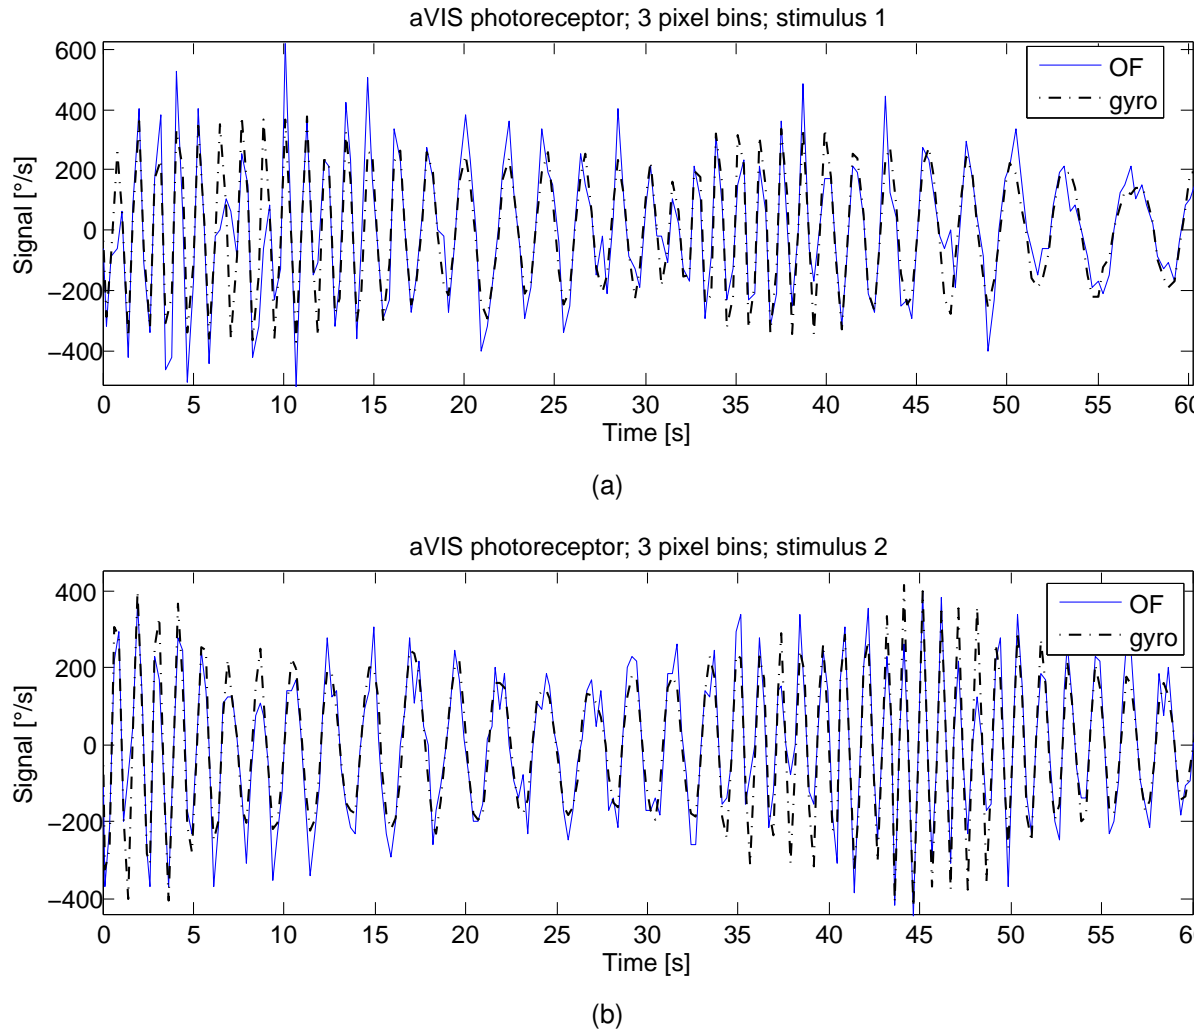 aVIS photoreceptor; 3 pixel bins; stimulus 1
Signal [°/s]
600
400
200
0
−200
−400
OF
gyro
0 5 10 15 20 25 30 35 40 45 50 55 60
Time [s]
(a)
aVIS photoreceptor; 3 pixel bins; stimulus 2
Signal [°/s]
400
200
0
−200
−400
OF
gyro
0 5 10 15 20 25 30 35 40 45 50 55 6
Time [s]
(b)